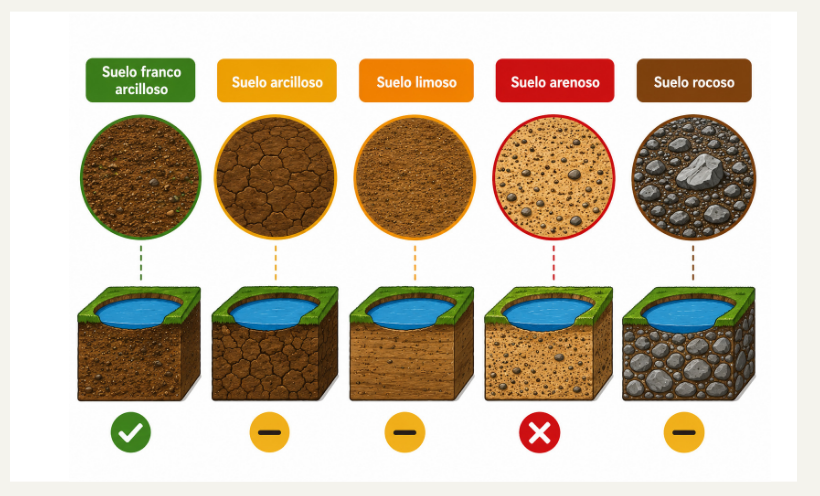 Suelo franco
arcilloso
Suelo arcilloso
Suelo limoso
Suelo arenoso
Suelo rocoso